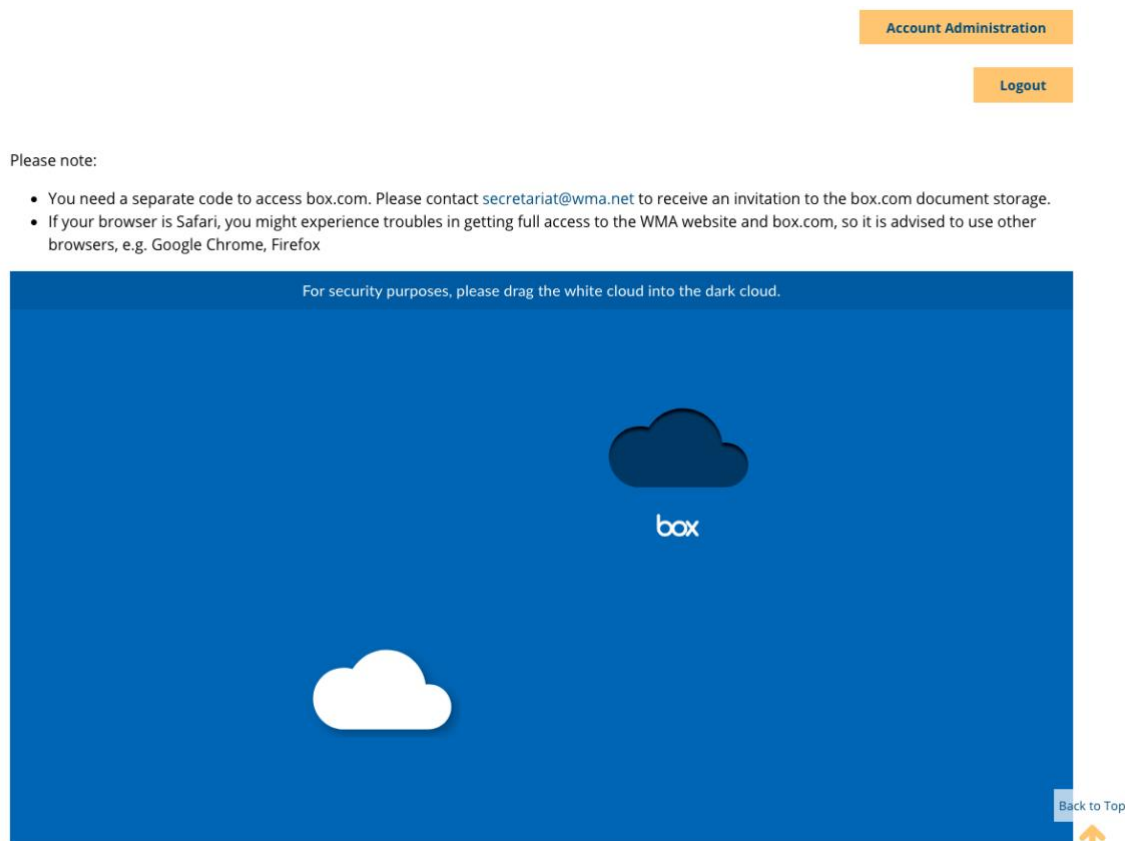 Account Administration
Logout
Please note:
• You need a separate code to access box.com. Please contact secretariat@wma.net to receive an invitation to the box.com document storage.
• If your browser is Safari, you might experience troubles in getting full access to the WMA website and box.com, so it is advised to use other
browsers, e.g. Google Chrome, Firefox
For security purposes, please drag the white cloud into the dark cloud.
box
Back to Top